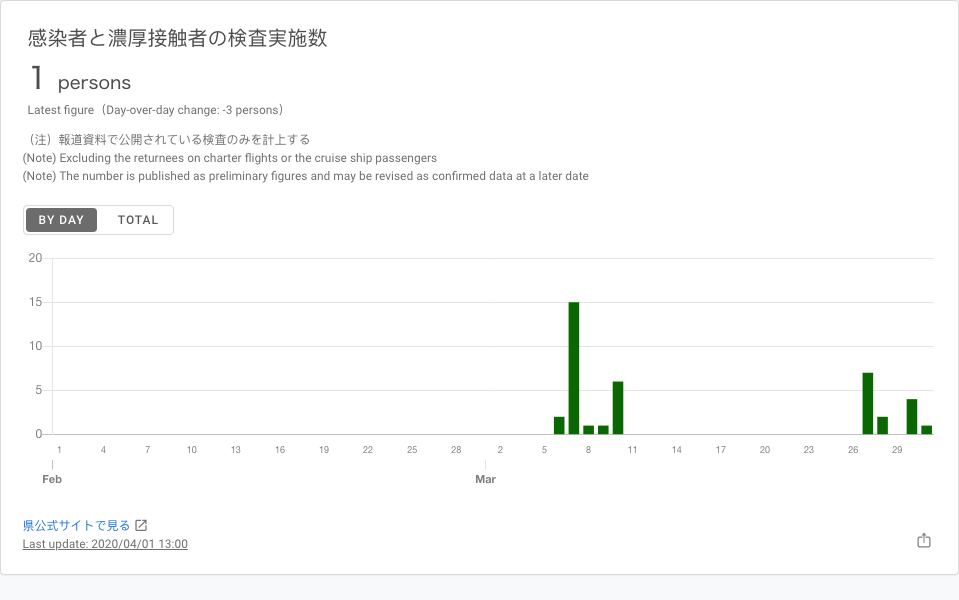 感染者と濃厚接触者の検査実施数
1 persons
Latest figure（Day-over-day change: -3 persons）
（注）報道資料で公開されている検査のみを計上する
(Note) Excluding the returnees on charter flights or the cruise ship passengers
(Note) The number is published as preliminary figures and may be revised as confirmed data at a later date
BY DAY TOTAL
20
15
10
5
0
1 4 7 10 13 16 19 22 25 28 2 5 8 11 14 17 20 23 26 29
Feb Mar
県公式サイトで見る
Last update: 2020/04/01 13:00